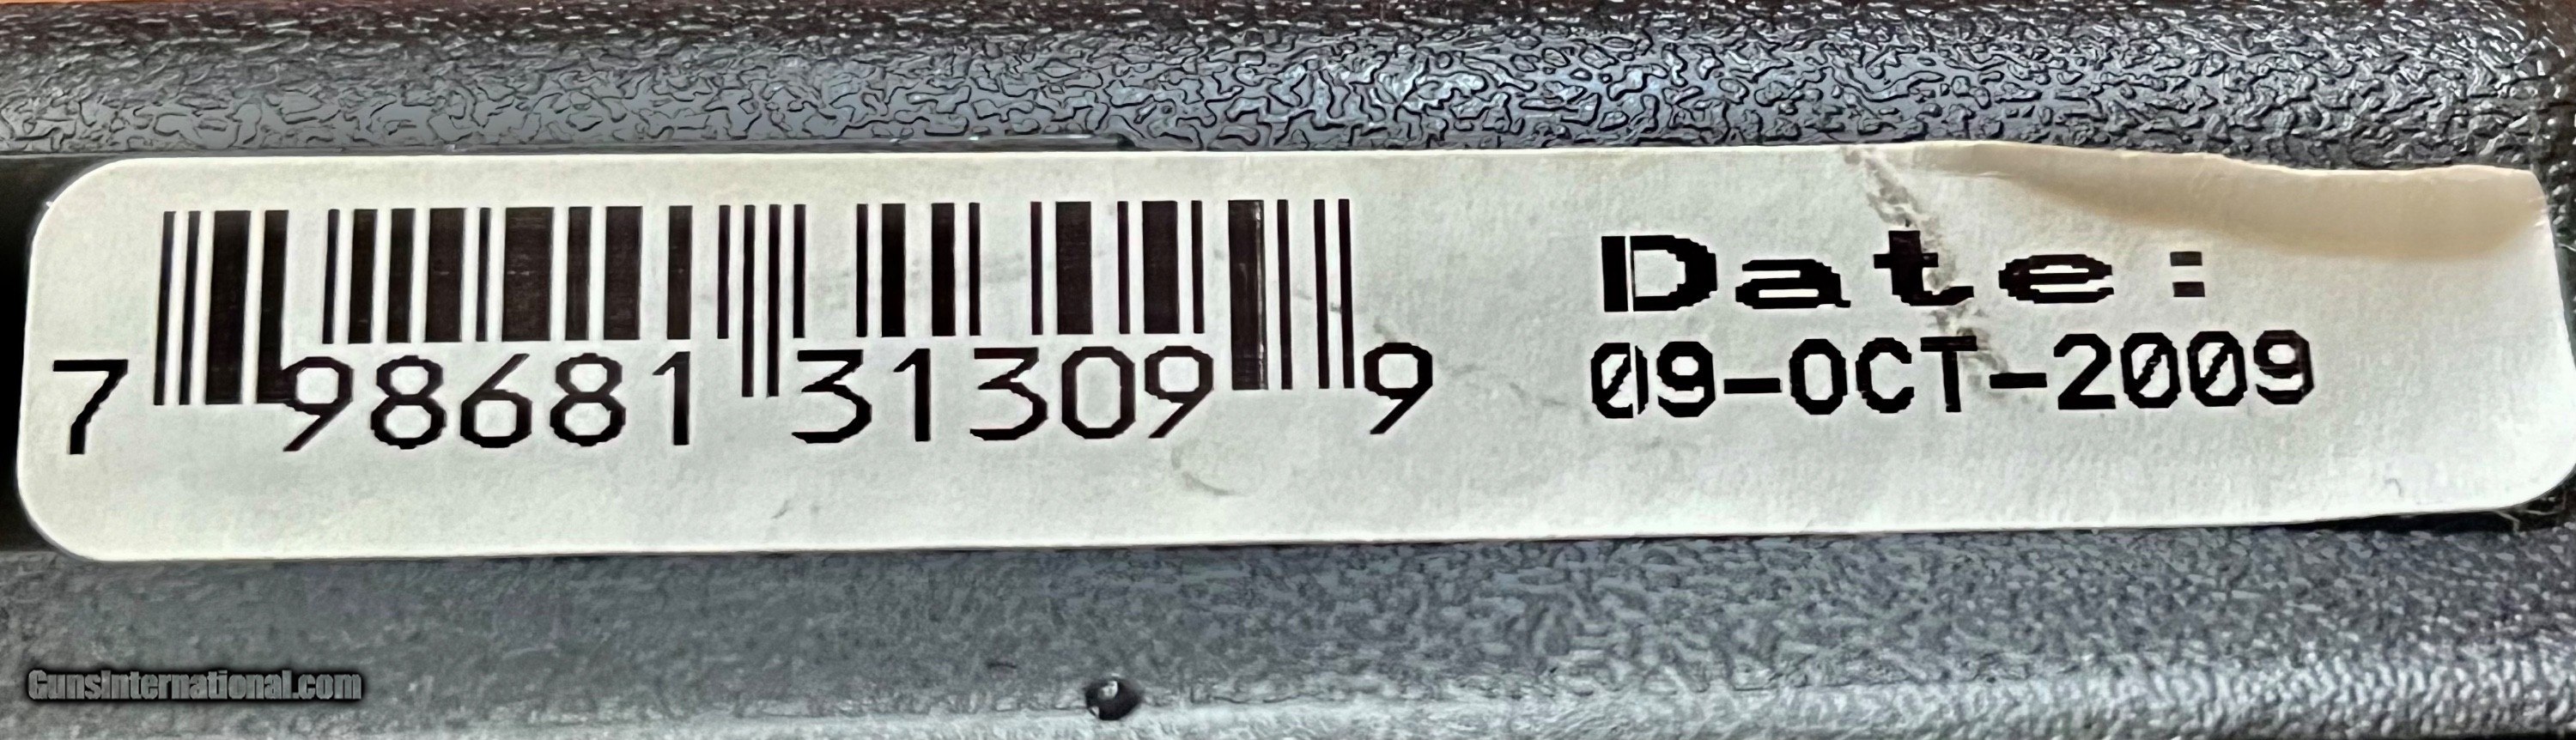 7 98681 31309 9
Date:
09-OCT-2009
GunsInternational.com